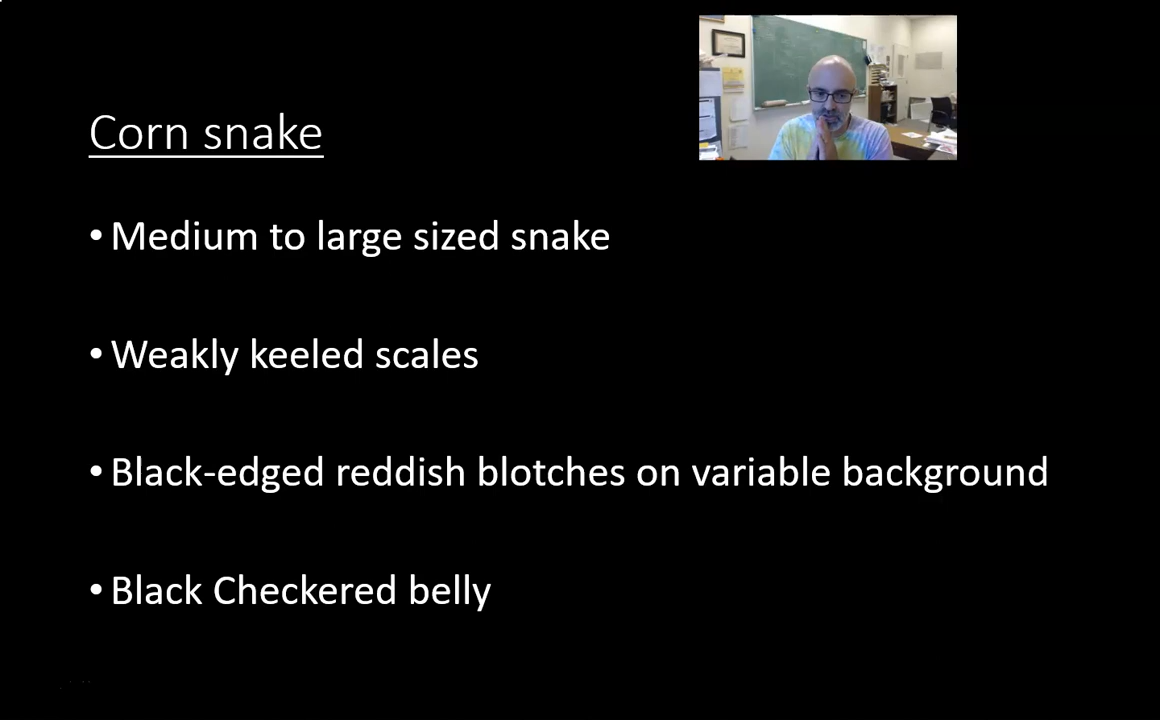 Corn snake
• Medium to large sized snake
• Weakly keeled scales
• Black-edged reddish blotches on variable background
• Black Checkered belly